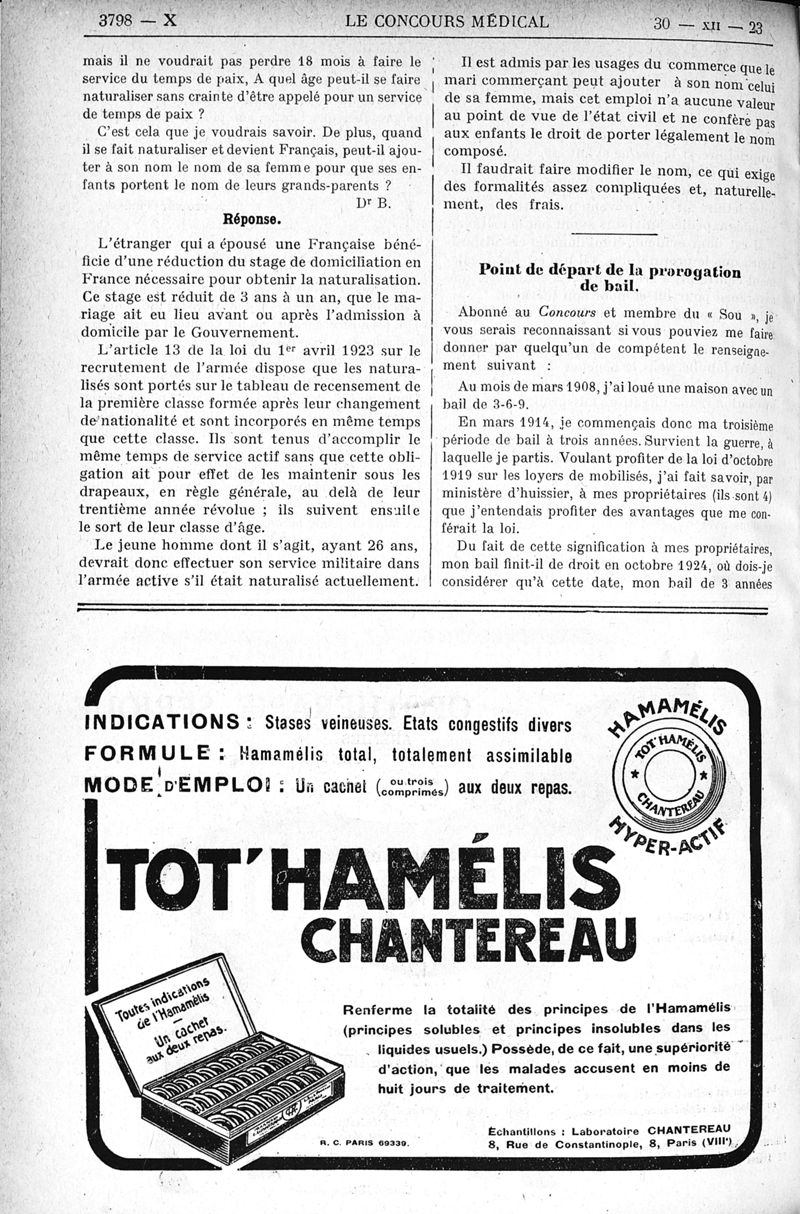 3798 — X LE CONCOURS MÉDICAL 30 — XII — 23
mais il ne voudrait pas perdre 18 mois à faire le
service du temps de paix, A quel âge peut-il se faire
naturaliser sans crainte d'être appelé pour un service
de temps de paix ?
C'est cela que je voudrais savoir. De plus, quand
il se fait naturaliser et devient Français, peut-il ajou-
ter à son nom le nom de sa femme pour que ses en-
fants portent le nom de leurs grands-parents ?
Dr B.
Réponse.
L'étranger qui a épousé une Française béné-
ficie d'une réduction du stage de domiciliation en
France nécessaire pour obtenir la naturalisation.
Ce stage est réduit de 3 ans à un an, que le ma-
riage ait eu lieu avant ou après l'admission à
domicile par le Gouvernement.
L'article 13 de la loi du 1er avril 1923 sur le
recrutement de l'armée dispose que les natura-
lisés sont portés sur le tableau de recensement de
la première classe formée après leur changement
de nationalité et sont incorporés en même temps
que cette classe. Ils sont tenus d'accomplir le
même temps de service actif sans que cette obli-
gation ait pour effet de les maintenir sous les
drapeaux, en règle générale, au delà de leur
trentième année révolue ; ils suivent ensuite
le sort de leur classe d'âge.
Le jeune homme dont il s'agit, ayant 26 ans,
devrait donc effectuer son service militaire dans
l'armée active s'il était naturalisé actuellement.
Il est admis par les usages du commerce que le
mari commerçant peut ajouter à son nom celui
de sa femme, mais cet emploi n'a aucune valeur
au point de vue de l'état civil et ne confère pas
aux enfants le droit de porter légalement le nom
composé.
Il faudrait faire modifier le nom, ce qui exige
des formalités assez compliquées et, naturelle-
ment, des frais.
Point de départ de la prorogation
de bail.
Abonné au Concours et membre du « Sou », je
vous serais reconnaissant si vous pouviez me faire
donner par quelqu'un de compétent le renseigne-
ment suivant :
Au mois de mars 1908, j'ai loué une maison avec un
bail de 3-6-9.
En mars 1914, je commençais donc ma troisième
période de bail à trois années. Survient la guerre, à
laquelle je partis. Voulant profiter de la loi d'octobre
1919 sur les loyers de mobilisés, j'ai fait savoir, par
ministère d'huissier, à mes propriétaires (ils sont 4)
que j'entendais profiter des avantages que me con-
férait la loi.
Du fait de cette signification à mes propriétaires,
mon bail finit-il de droit en octobre 1924, où dois-je
considérer qu'à cette date, mon bail de 3 années
INDICATIONS : Stases veineuses. Etats congestifs divers
FORMULE : Hamamélis total, totalement assimilable
MODE D'EMPLOI : Un cachet (ou trois comprimés) aux deux repas.
HAMAMÉLIS
TOT'HAMÉLIS
CHANTEREAU
HYPER-ACTIF
TOT'HAMÉLIS
CHANTEREAU
Toutes indications
de l'Hamamélis
—
Un cachet
aux deux repas.
Renferme la totalité des principes de l'Hamamélis
(principes solubles et principes insolubles dans les
liquides usuels.) Possède, de ce fait, une supériorité
d'action, que les malades accusent en moins de
huit jours de traitement.
R. C. PARIS 69339.
Échantillons : Laboratoire CHANTEREAU
8, Rue de Constantinople, 8, Paris (VIIIe)